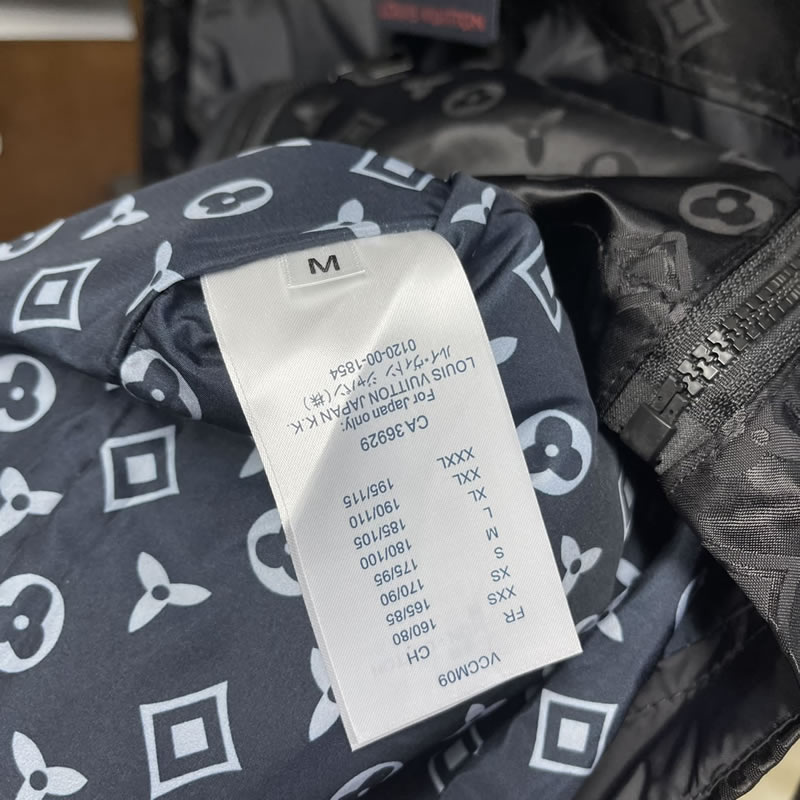 LOUIS VUITTON
M
VCCM09
FR CH
XXS 160/80
XS 165/85
S 170/90
M 175/95
L 180/100
XL 185/105
XXL 190/110
XXXL 195/115
CA 36929
For Japan only:
LOUIS VUITTON JAPAN K.K.
ルイ・ヴィトン ジャパン(株)
0120-00-1854